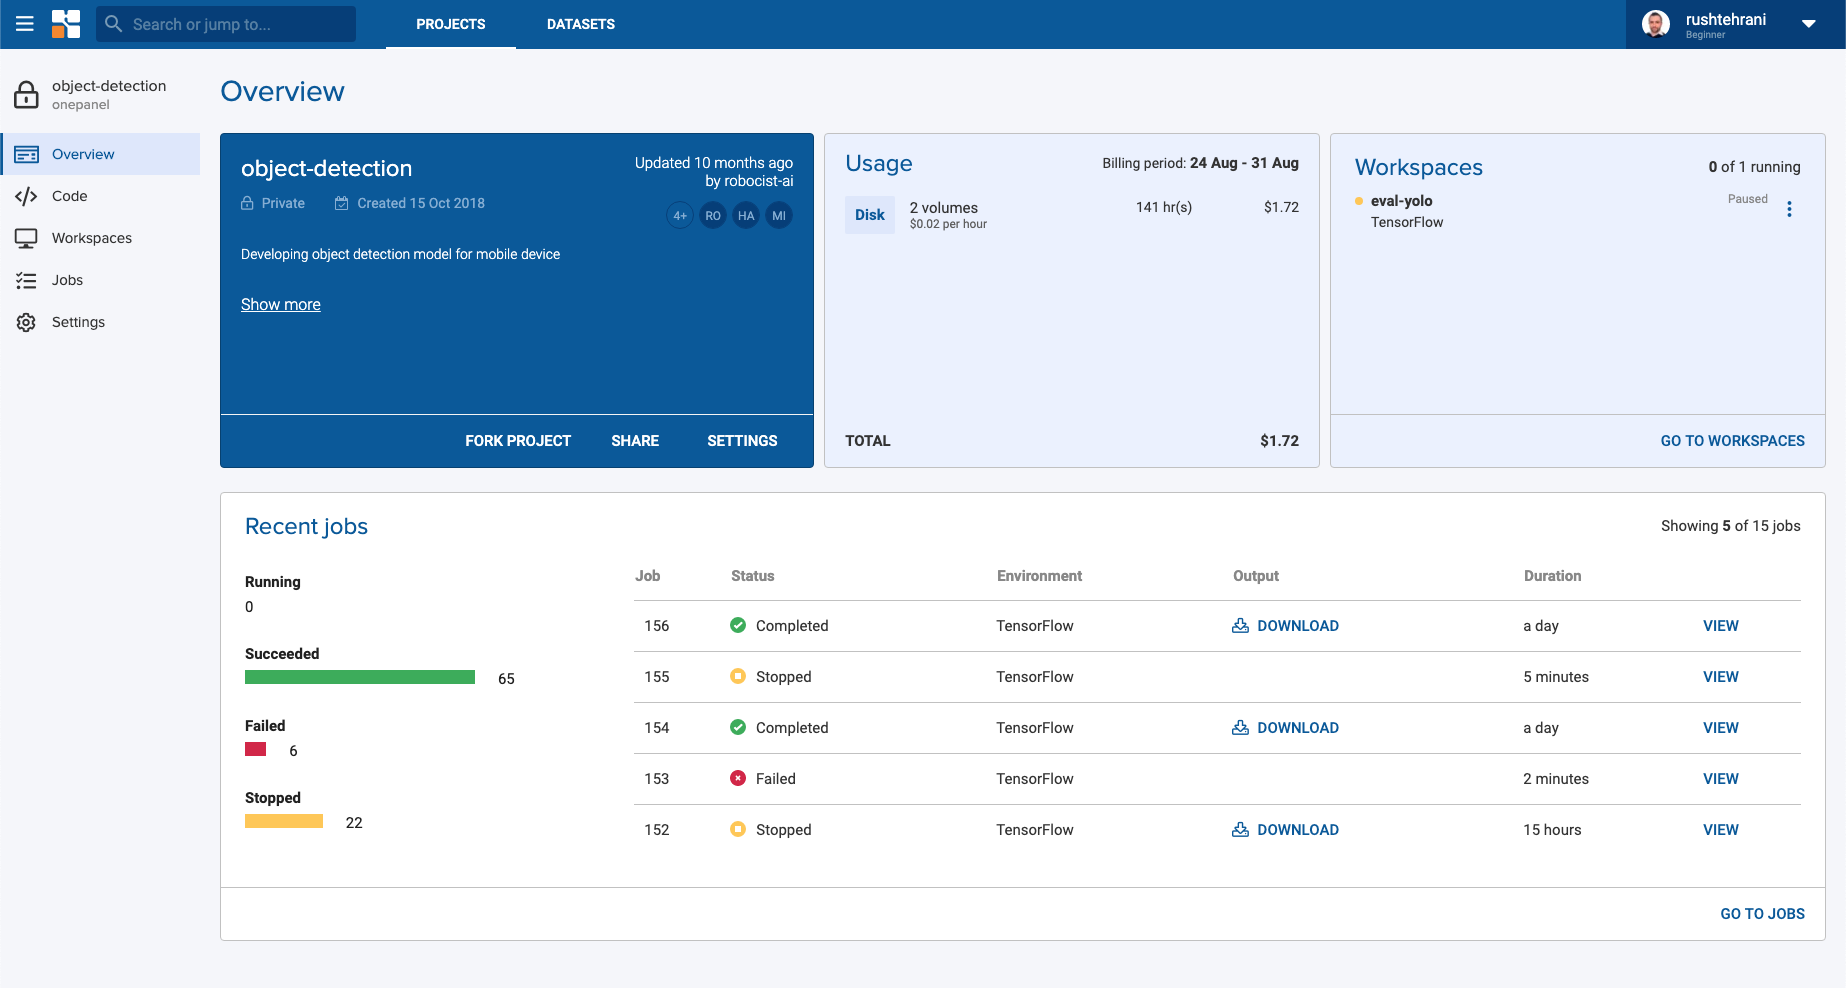 Search or jump to...
PROJECTS
DATASETS
rushtehrani
Beginner
object-detection
onepanel
Overview
Code
Workspaces
Jobs
Settings
Overview
object-detection
Updated 10 months ago
by robocist-ai
Private
Created 15 Oct 2018
4+ RO HA MI
Developing object detection model for mobile device
Show more
FORK PROJECT SHARE SETTINGS
Usage
Billing period: 24 Aug - 31 Aug
Disk
2 volumes 141 hr(s) $1.72
$0.02 per hour
TOTAL $1.72
Workspaces
0 of 1 running
eval-yolo Paused
TensorFlow
GO TO WORKSPACES
Recent jobs
Showing 5 of 15 jobs
Running
0
Succeeded
65
Failed
6
Stopped
22
Job Status Environment Output Duration
156 Completed TensorFlow DOWNLOAD a day VIEW
155 Stopped TensorFlow 5 minutes VIEW
154 Completed TensorFlow DOWNLOAD a day VIEW
153 Failed TensorFlow 2 minutes VIEW
152 Stopped TensorFlow DOWNLOAD 15 hours VIEW
GO TO JOBS